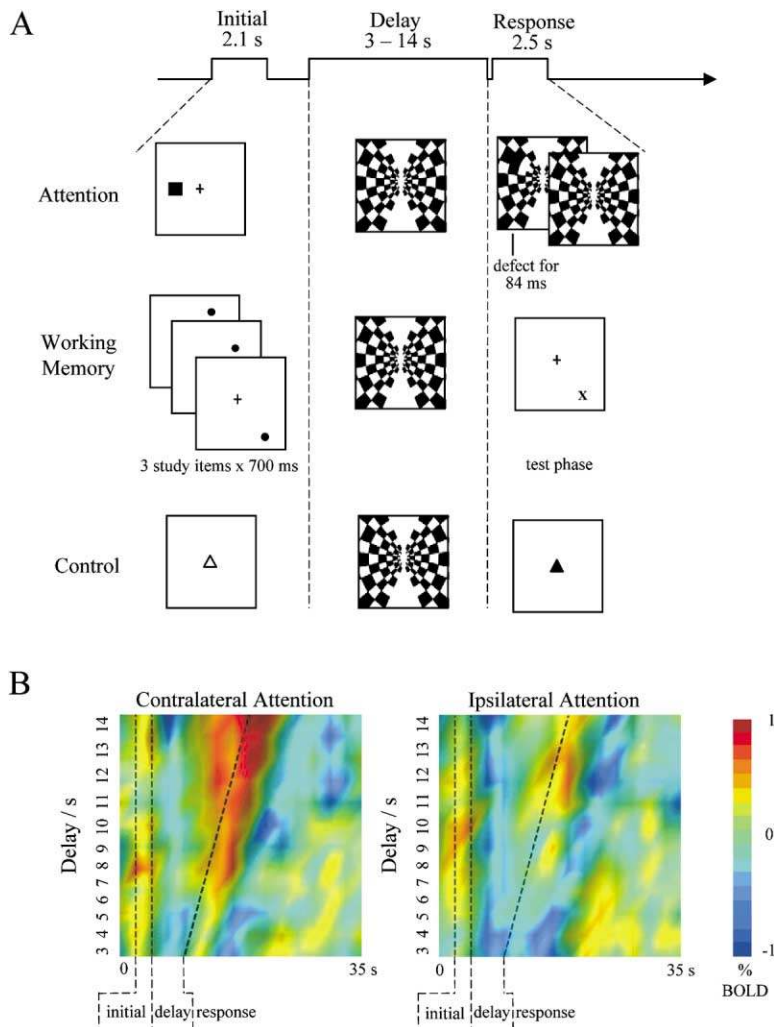 A
Initial
2.1 s
Delay
3 – 14 s
Response
2.5 s
Attention
+
defect for
84 ms
Working
Memory
+
+
x
3 study items x 700 ms
test phase
Control
B
Contralateral Attention
Delay / s
14
13
12
11
10
9
8
7
6
5
4
3
0
35 s
initial
delay
response
Ipsilateral Attention
Delay / s
14
13
12
11
10
9
8
7
6
5
4
3
0
35 s
initial
delay
response
1
0
-1
%
BOLD